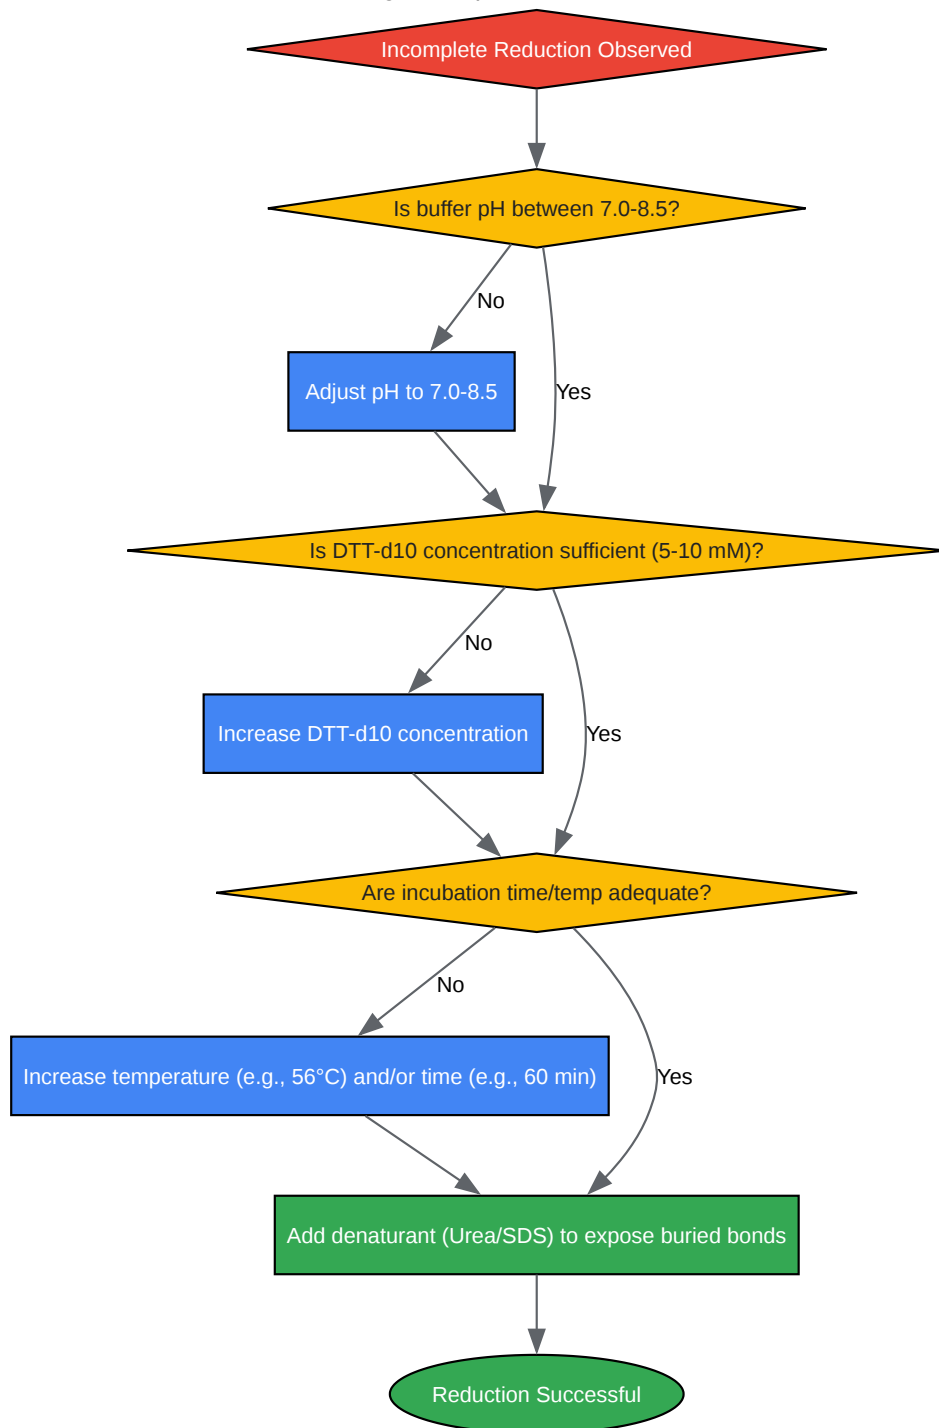 Incomplete Reduction Observed
Is buffer pH between 7.0-8.5?
No
Adjust pH to 7.0-8.5
Yes
Is DTT-d10 concentration sufficient (5-10 mM)?
No
Increase DTT-d10 concentration
Yes
Are incubation time/temp adequate?
No
Increase temperature (e.g., 56°C) and/or time (e.g., 60 min)
Yes
Add denaturant (Urea/SDS) to expose buried bonds
Reduction Successful